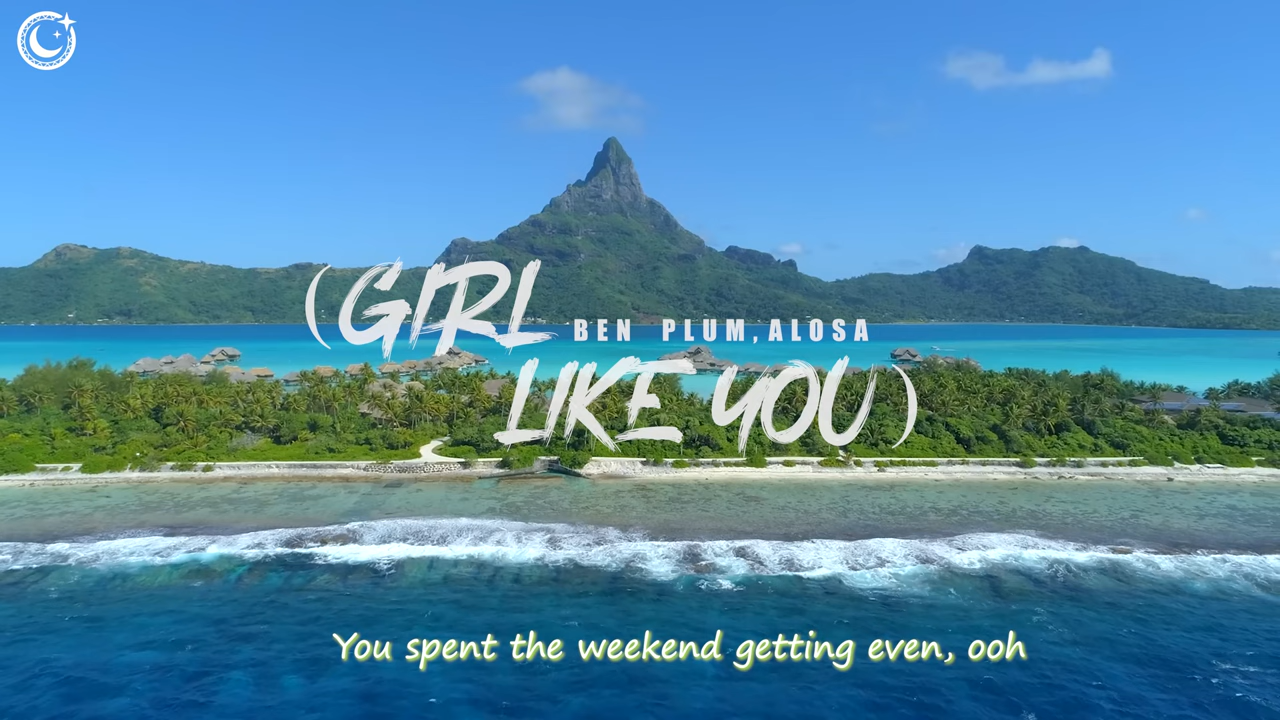 (GIRL
BEN PLUM,ALOSA
LIKE YOU)
You spent the weekend getting even, ooh